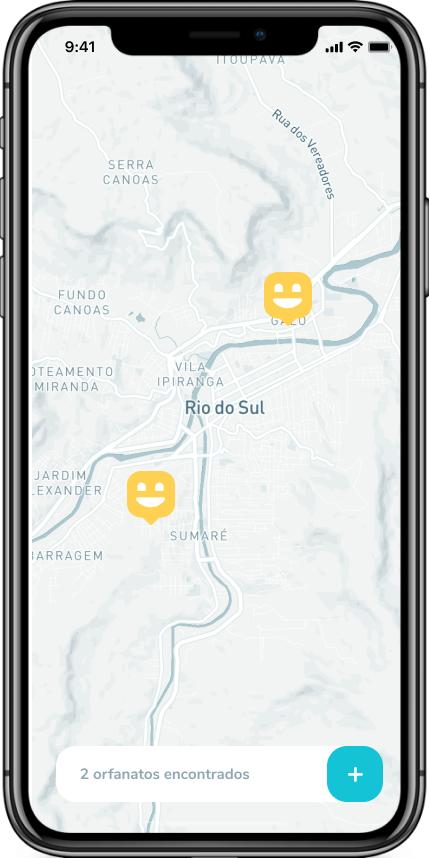 9:41
ITOUPAVA
Rua dos Vereadores
SERRA
CANOAS
FUNDO
CANOAS
OTEAMENTO
MIRANDA
VILA
IPIRANGA
Rio do Sul
JARDIM
LEXANDER
SUMARÉ
BARRAGEM
2 orfanatos encontrados
+